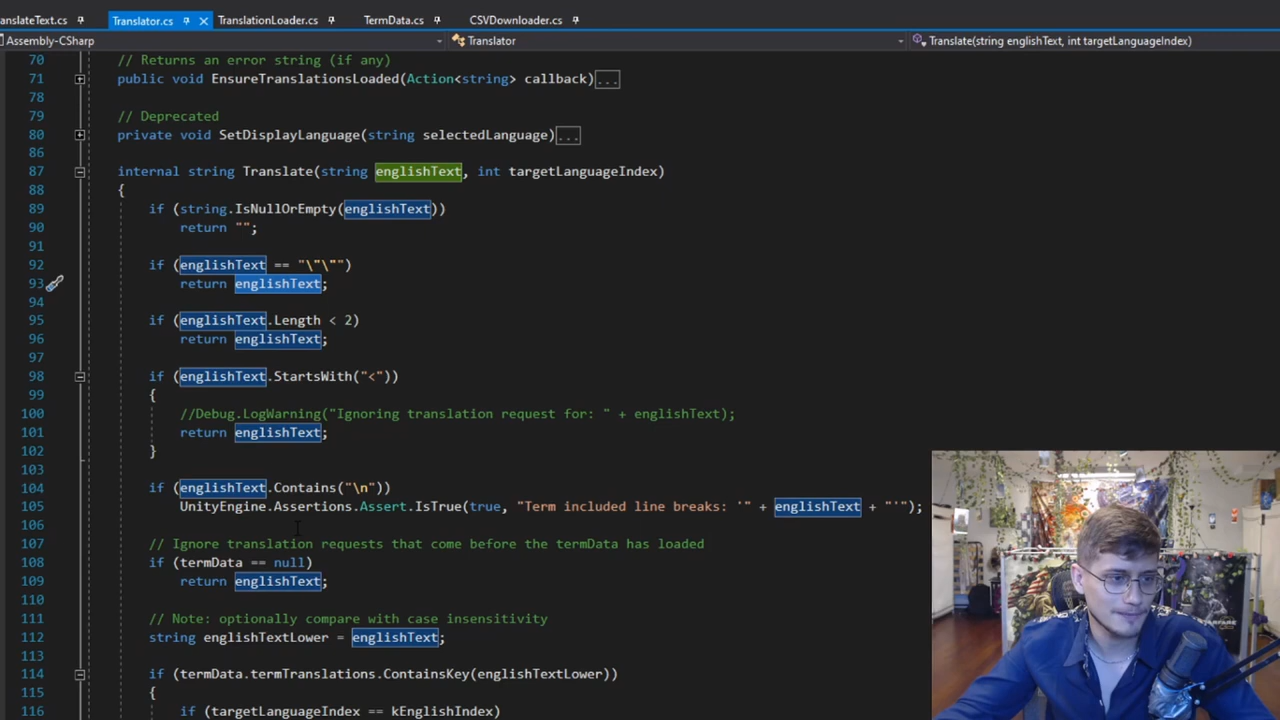 anslateText.cs
Translator.cs
TranslationLoader.cs
TermData.cs
CSVDownloader.cs
Assembly-CSharp
Translator
Translate(string englishText, int targetLanguageIndex)
70 // Returns an error string (if any)
71 public void EnsureTranslationsLoaded(Action<string> callback)...
78
79 // Deprecated
80 private void SetDisplayLanguage(string selectedLanguage)...
86
87 internal string Translate(string englishText, int targetLanguageIndex)
88 {
89 if (string.IsNullOrEmpty(englishText))
90 return "";
91
92 if (englishText == "\"\"")
93 return englishText;
94
95 if (englishText.Length < 2)
96 return englishText;
97
98 if (englishText.StartsWith("<"))
99 {
100 //Debug.LogWarning("Ignoring translation request for: " + englishText);
101 return englishText;
102 }
103
104 if (englishText.Contains("\n"))
105 UnityEngine.Assertions.Assert.IsTrue(true, "Term included line breaks: '" + englishText + "'");
106
107 // Ignore translation requests that come before the termData has loaded
108 if (termData == null)
109 return englishText;
110
111 // Note: optionally compare with case insensitivity
112 string englishTextLower = englishText;
113
114 if (termData.termTranslations.ContainsKey(englishTextLower))
115 {
116 if (targetLanguageIndex == kEnglishIndex)